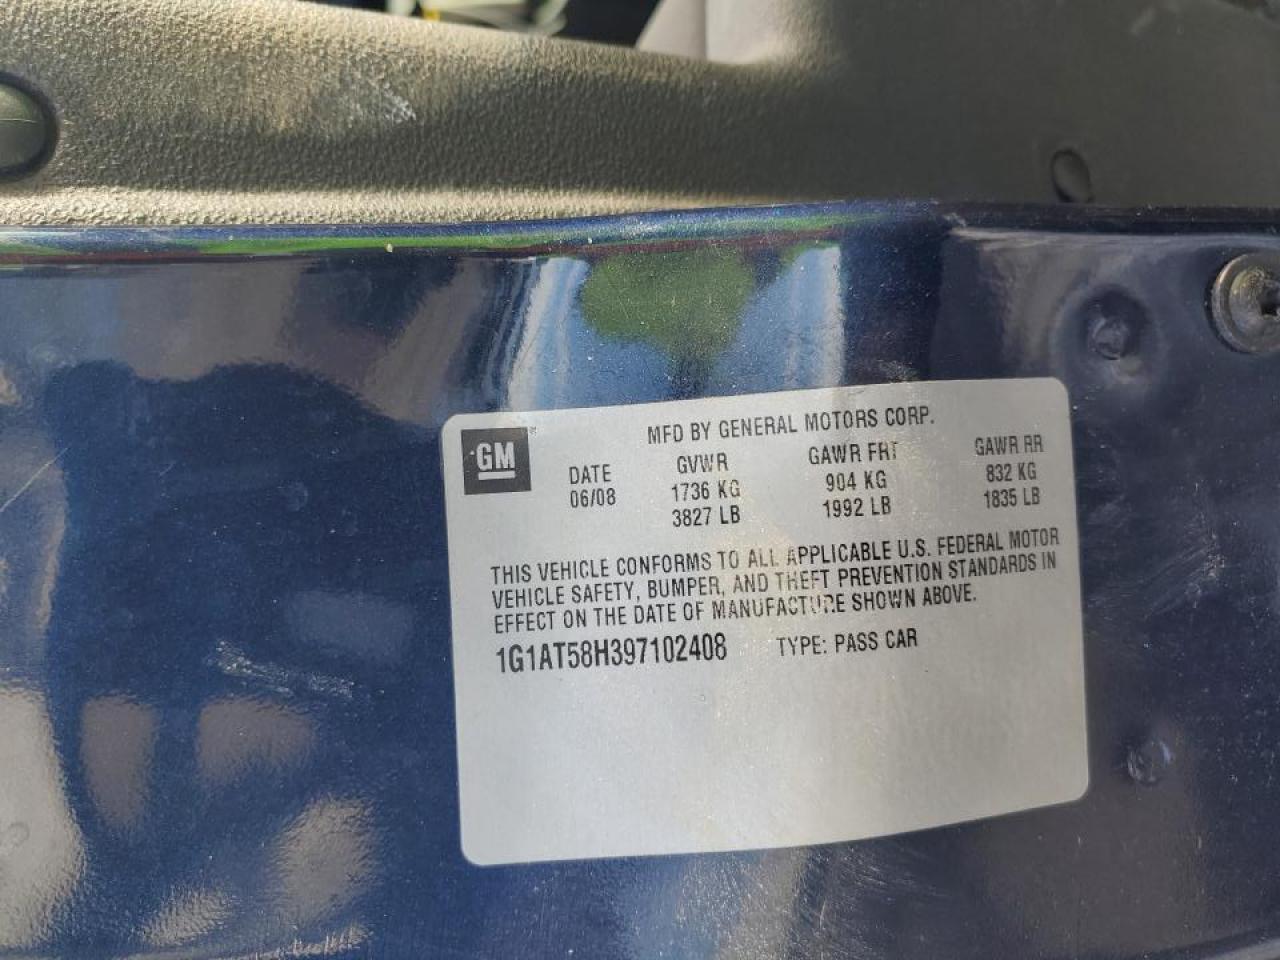 GM
MFD BY GENERAL MOTORS CORP.
DATE GVWR GAWR FRT GAWR RR
06/08 1736 KG 904 KG 832 KG
3827 LB 1992 LB 1835 LB
THIS VEHICLE CONFORMS TO ALL APPLICABLE U.S. FEDERAL MOTOR
VEHICLE SAFETY, BUMPER, AND THEFT PREVENTION STANDARDS IN
EFFECT ON THE DATE OF MANUFACTURE SHOWN ABOVE.
1G1AT58H397102408 TYPE: PASS CAR